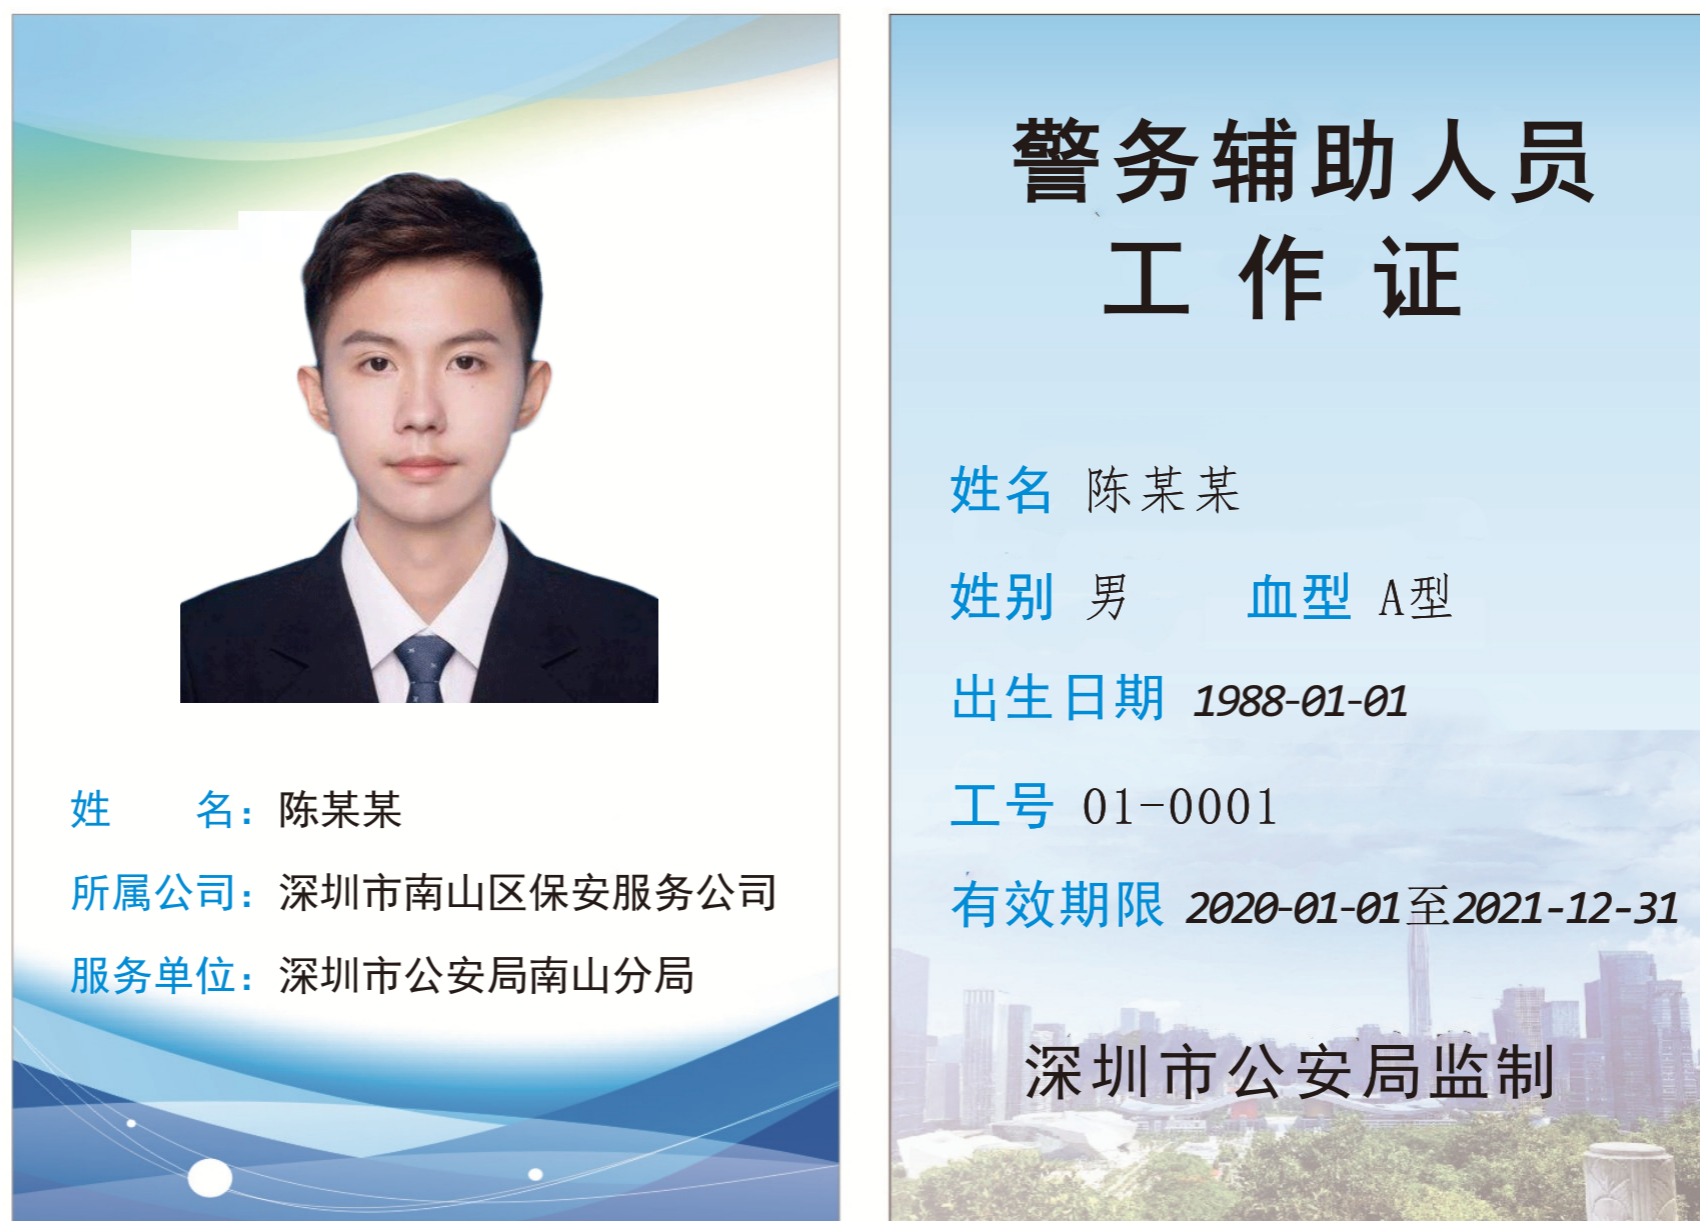 姓名：陈某某
所属公司：深圳市南山区保安服务公司
服务单位：深圳市公安局南山分局
警务辅助人员
工作证
姓名 陈某某
姓别 男 血型 A型
出生日期 1988-01-01
工号 01-0001
有效期限 2020-01-01至2021-12-31
深圳市公安局监制